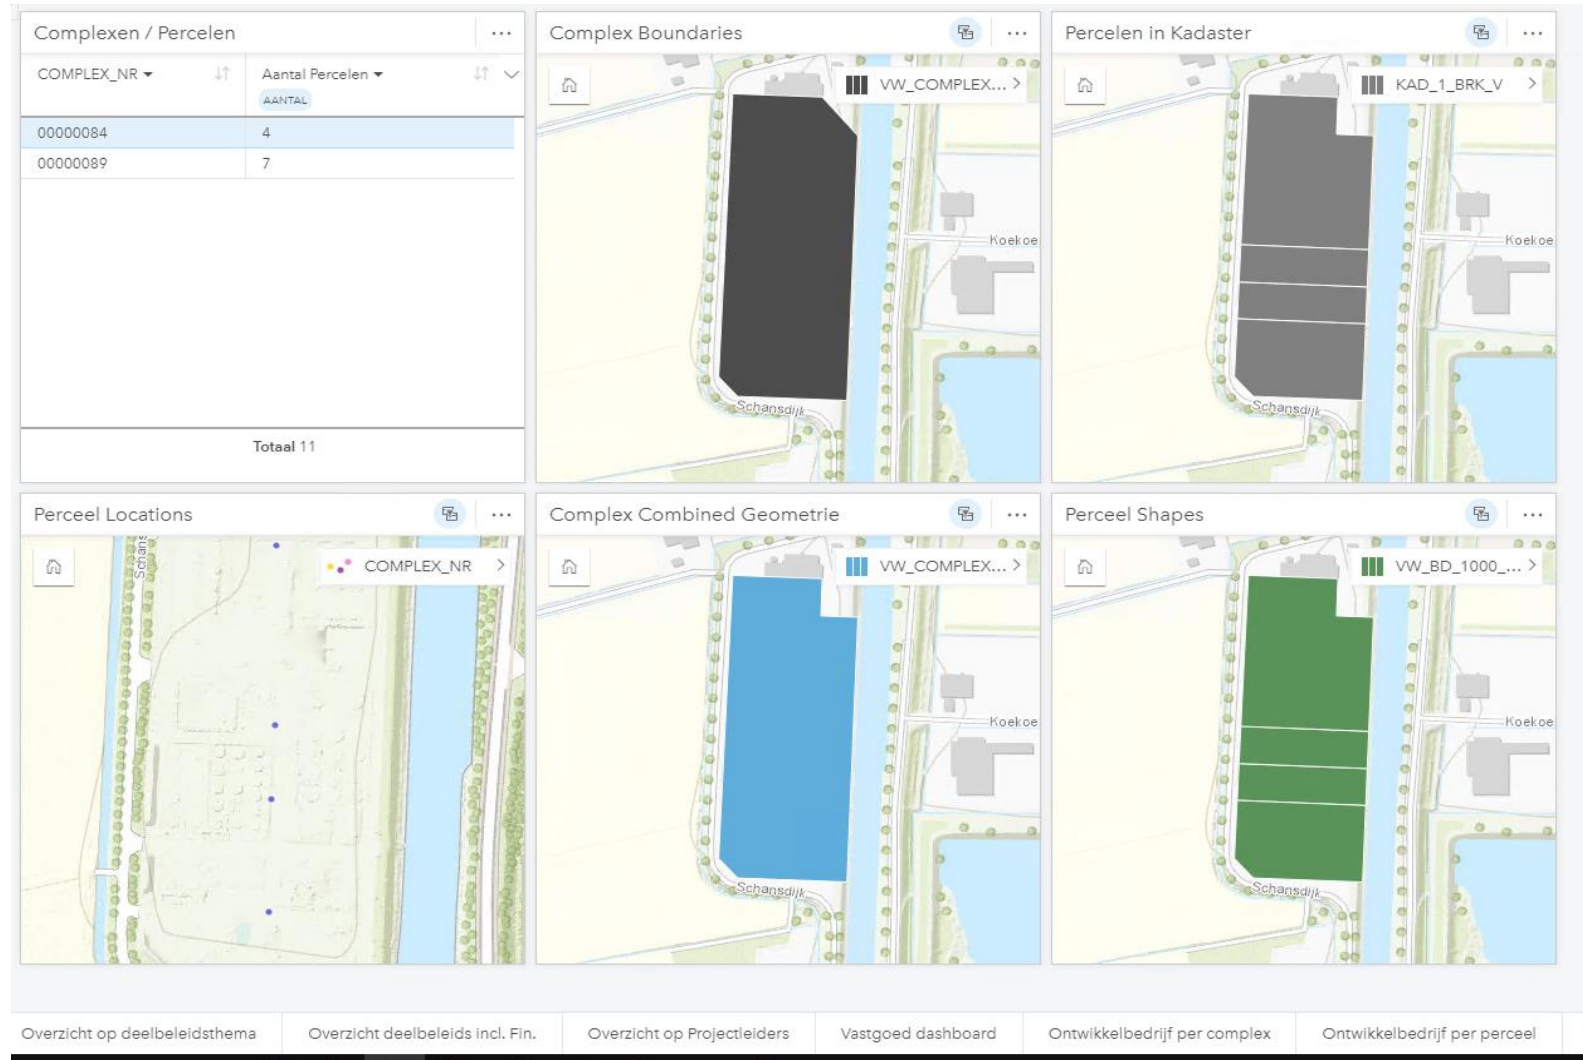 Complexen / Percelen
COMPLEX_NR
Aantal Percelen
AANTAL
00000084 4
00000089 7
Totaal 11
Complex Boundaries
VW_COMPLEX...
Koekoe
Schansdijk
Percelen in Kadaster
KAD_1_BRK_V
Koekoe
Schansdijk
Perceel Locations
COMPLEX_NR
Schans
Complex Combined Geometrie
VW_COMPLEX...
Koekoe
Schansdijk
Perceel Shapes
VW_BD_1000_...
Koekoe
Schansdijk
Overzicht op deelbeleidsthema
Overzicht deelbeleids incl. Fin.
Overzicht op Projectleiders
Vastgoed dashboard
Ontwikkelbedrijf per complex
Ontwikkelbedrijf per perceel